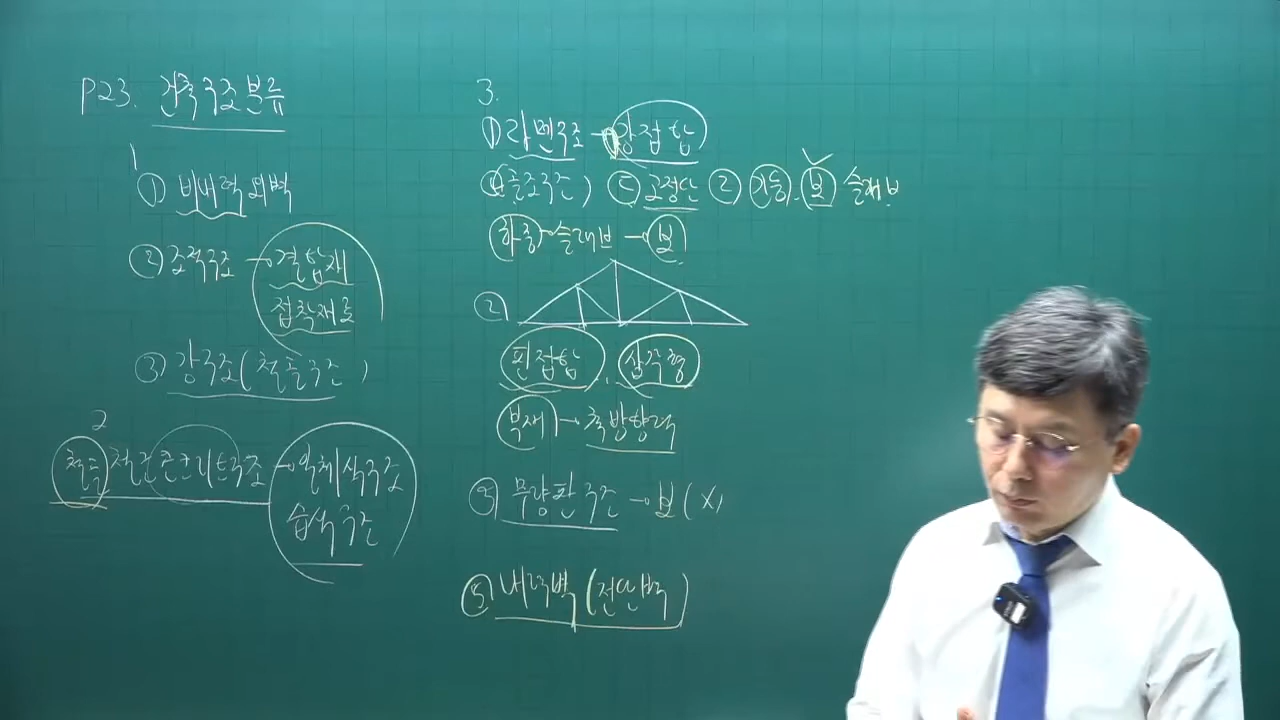 P23. 건축구조 분류
1
① 비내력 외벽
② 조적구조 → 결합재
접착재로
③ 강구조 (철골구조)
2
철근 철근콘크리트구조 → 일체식구조
습식구조
3.
① 라멘구조 → 강접합
(골조구조) ㄷ 고정단 ㄹ 기둥. 보 슬래브
하중 → 슬래브 → 보
②
핀접합, 삼각형
부재 → 축방향력
③ 무량판구조 → 보(X)
⑤ 내력벽 (전단벽)